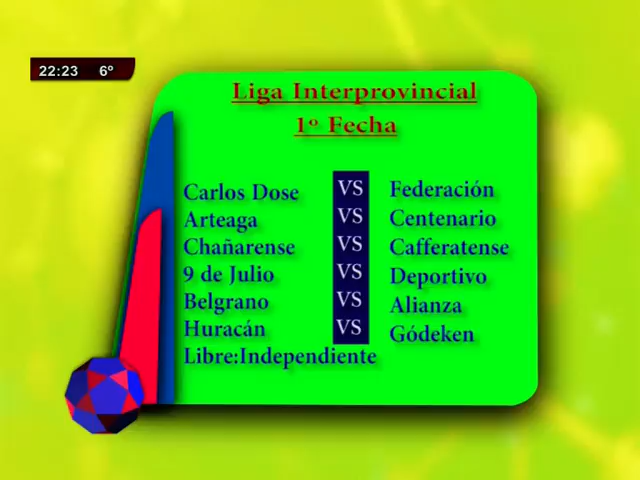 22:23 6º
Liga Interprovincial
1º Fecha
Carlos Dose VS Federación
Arteaga VS Centenario
Chañarense VS Cafferatense
9 de Julio VS Deportivo
Belgrano VS Alianza
Huracán VS Gódeken
Libre:Independiente